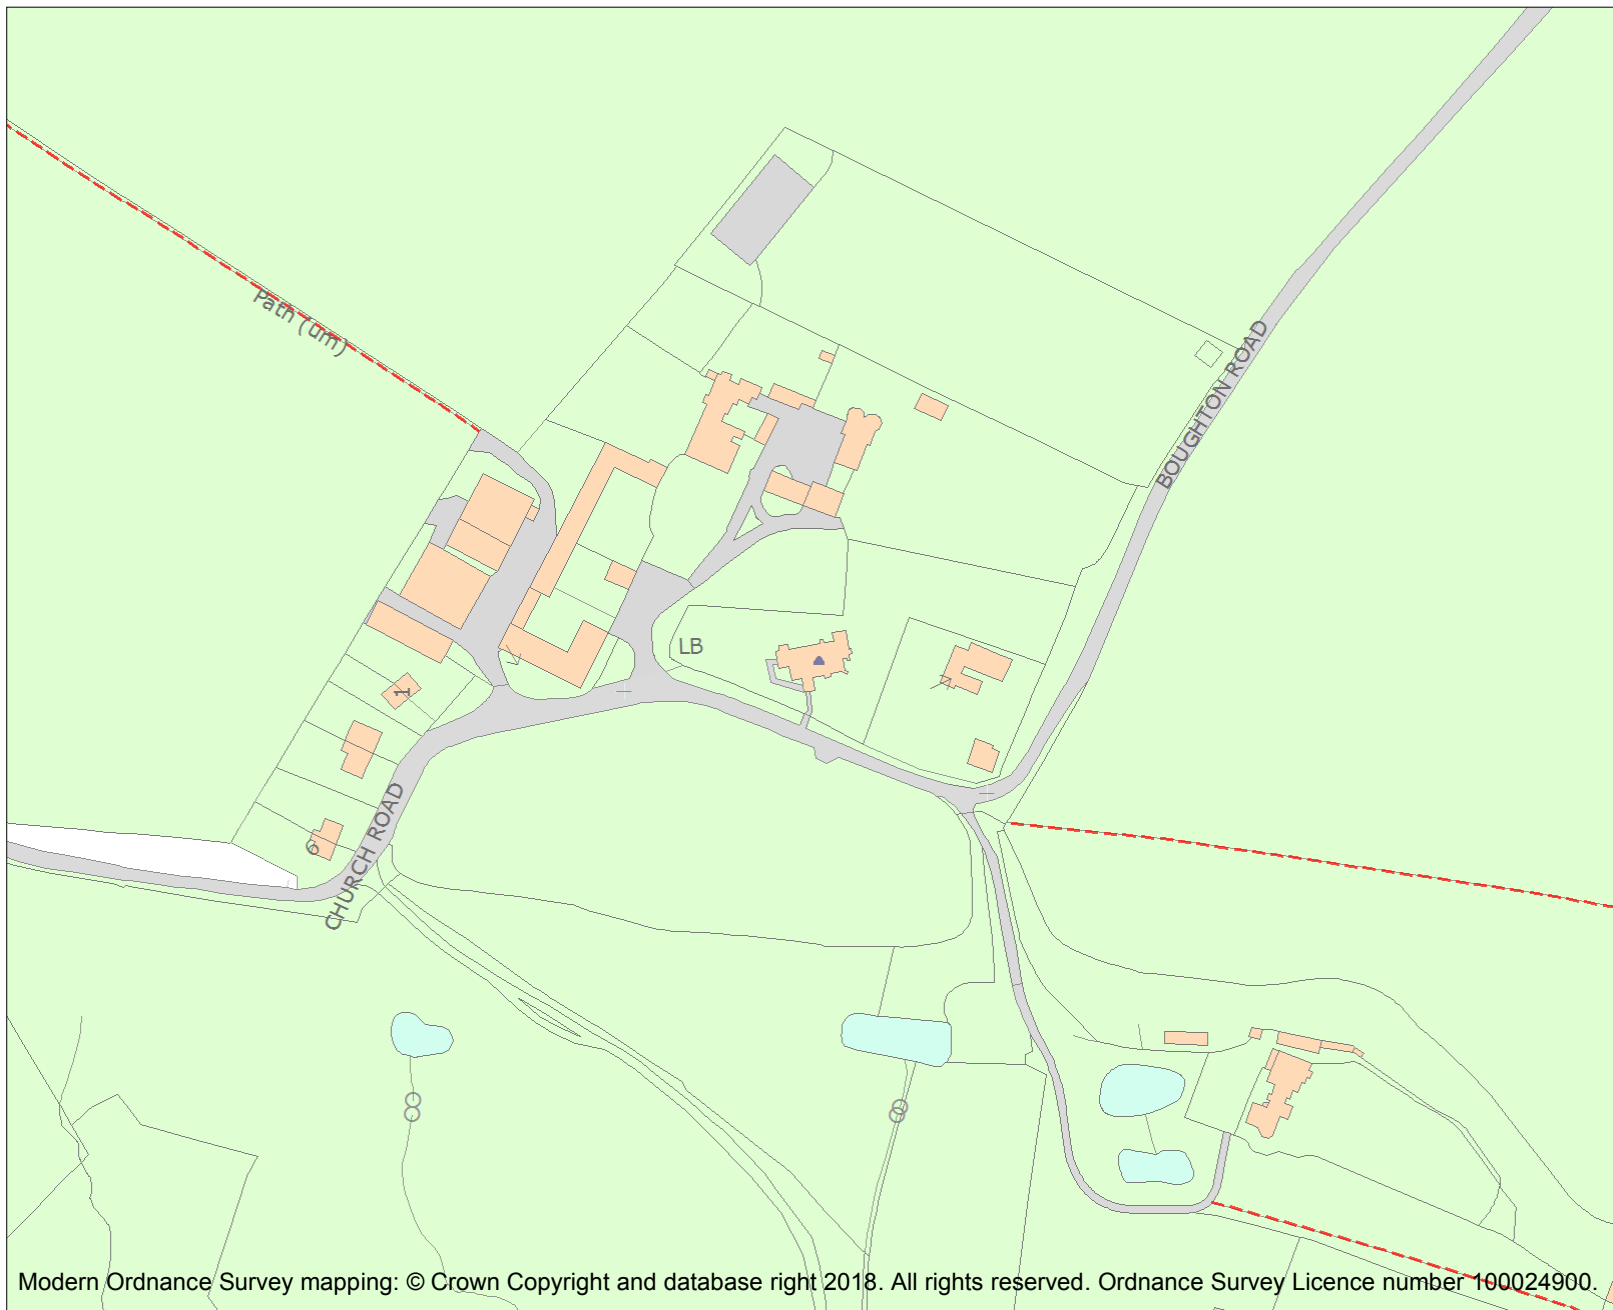 Path (um)
BOUGHTON ROAD
LB
1
6
CHURCH ROAD
Modern Ordnance Survey mapping: © Crown Copyright and database right 2018. All rights reserved. Ordnance Survey Licence number 100024900.